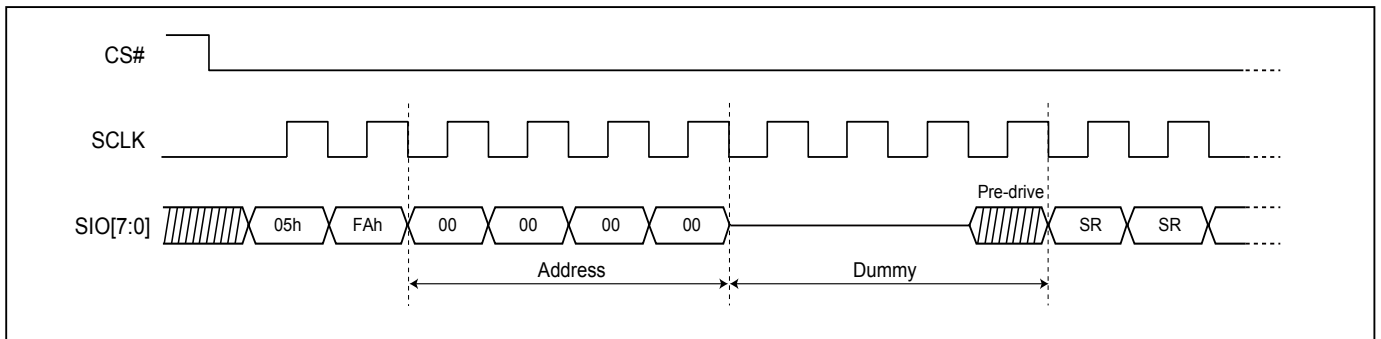 CS#
SCLK
Pre-drive
SIO[7:0] 05h FAh 00 00 00 00 SR SR
Address Dummy